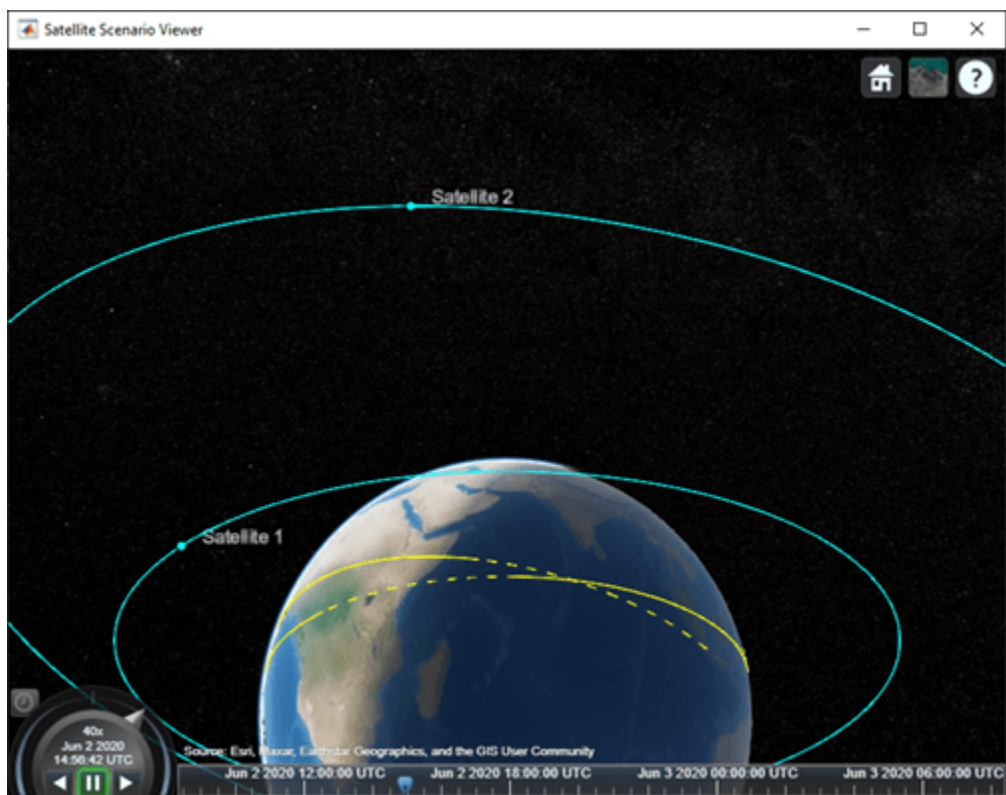 Satellite Scenario Viewer
?
Satellite 2
Satellite 1
40x
Jun 2 2020
14:56:42 UTC
Source: Esri, Maxar, Earthstar Geographics, and the GIS User Community
Jun 2 2020 12:00:00 UTC
Jun 2 2020 18:00:00 UTC
Jun 3 2020 00:00:00 UTC
Jun 3 2020 06:00:00 UTC